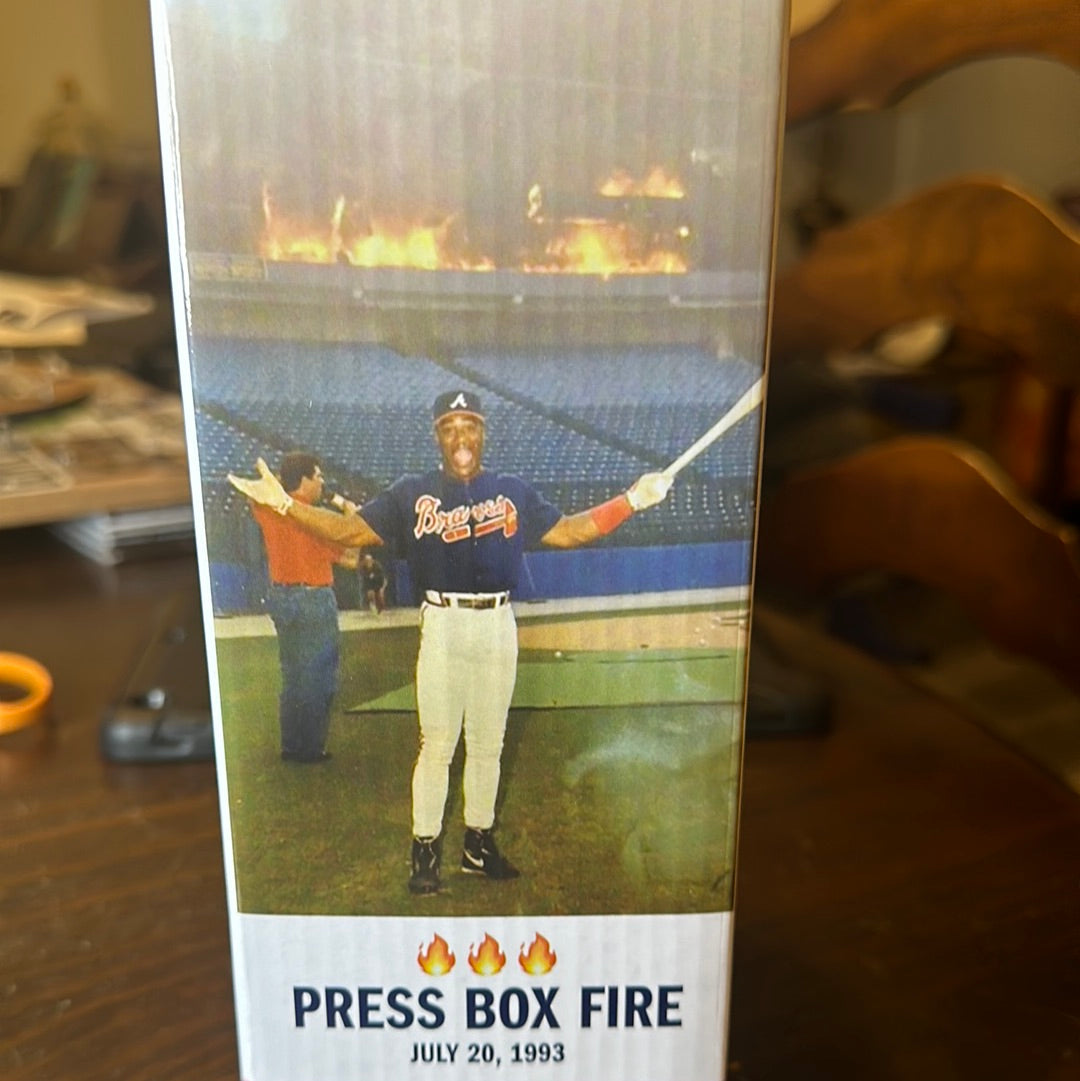 A
Braves
🔥🔥🔥
PRESS BOX FIRE
JULY 20, 1993